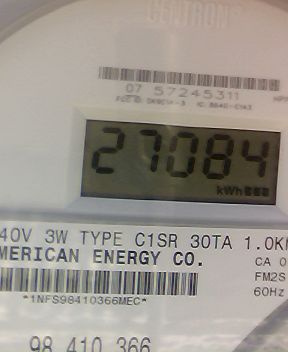 CENTRON®
07 57245311
27084
kWh
40V 3W TYPE C1SR 30TA 1.0K
MERICAN ENERGY CO.
CA 0
FM2S
*1NFS98410366MEC*
60Hz
98 410 366